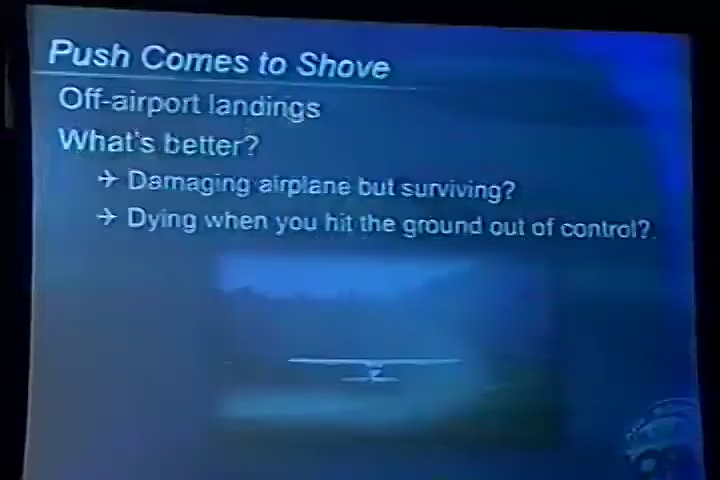 Push Comes to Shove
Off-airport landings
What's better?
Damaging airplane but surviving?
Dying when you hit the ground out of control?